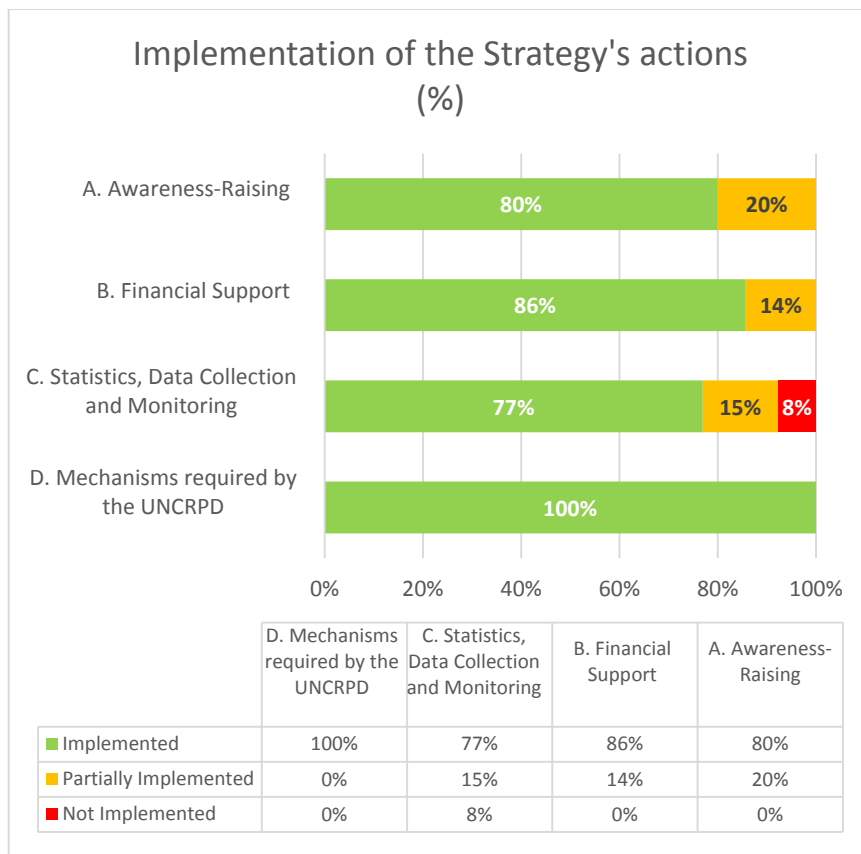 Implementation of the Strategy's actions
(%)
A. Awareness-Raising
80%
20%
B. Financial Support
86%
14%
C. Statistics, Data Collection
and Monitoring
77%
15%
8%
D. Mechanisms required by
the UNCRPD
100%
0%
20%
40%
60%
80%
100%
D. Mechanisms
required by the
UNCRPD
C. Statistics,
Data Collection
and Monitoring
B. Financial
Support
A. Awareness-
Raising
Implemented 100% 77% 86% 80%
Partially Implemented 0% 15% 14% 20%
Not Implemented 0% 8% 0% 0%